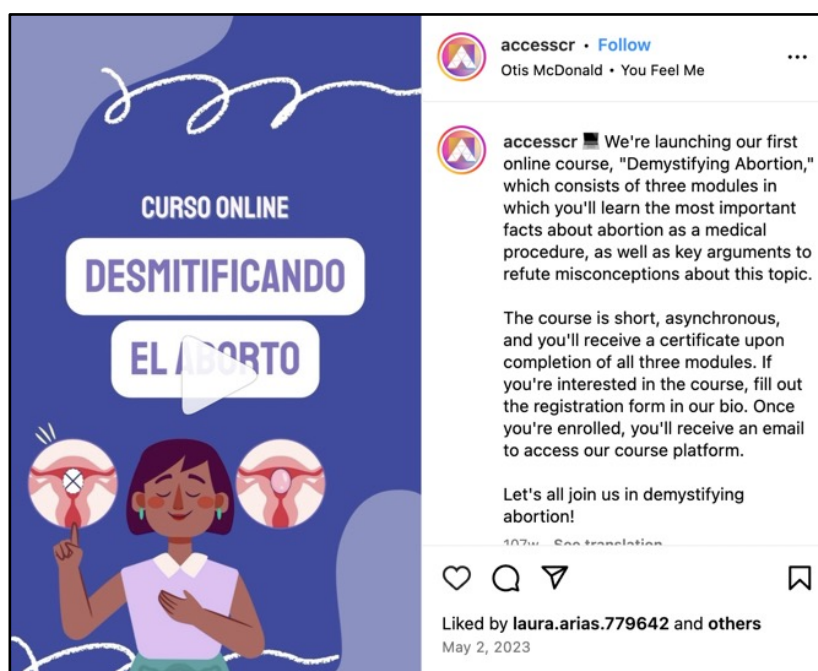 CURSO ONLINE
DESMITIFICANDO
EL ABORTO
accesscr • Follow
Otis McDonald • You Feel Me
accesscr 💻 We're launching our first
online course, "Demystifying Abortion,"
which consists of three modules in
which you'll learn the most important
facts about abortion as a medical
procedure, as well as key arguments to
refute misconceptions about this topic.
The course is short, asynchronous,
and you'll receive a certificate upon
completion of all three modules. If
you're interested in the course, fill out
the registration form in our bio. Once
you're enrolled, you'll receive an email
to access our course platform.
Let's all join us in demystifying
abortion!
107w See translation
Liked by laura.arias.779642 and others
May 2, 2023